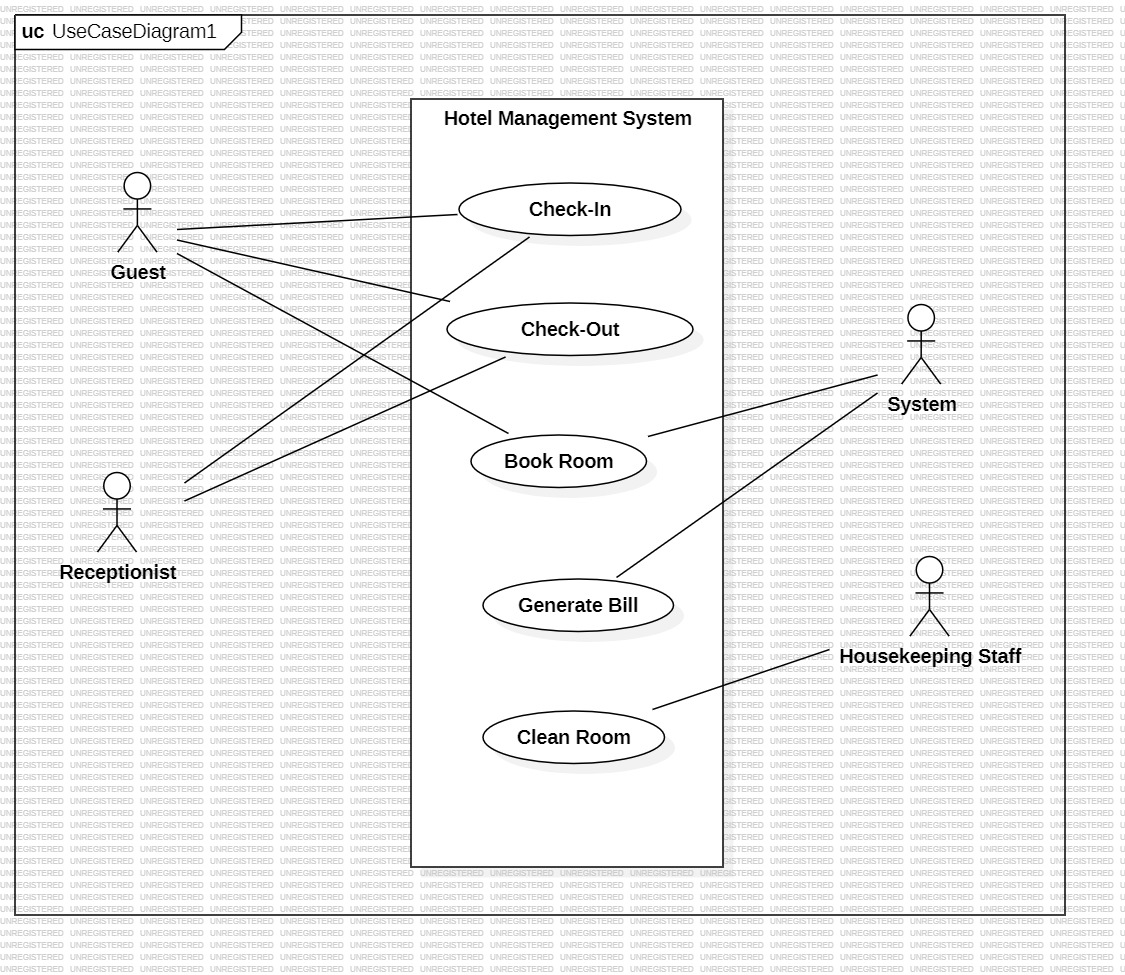 uc UseCaseDiagram1
Hotel Management System
Check-In
Guest
Check-Out
System
Book Room
Receptionist
Generate Bill
Housekeeping Staff
Clean Room
UNREGISTERED